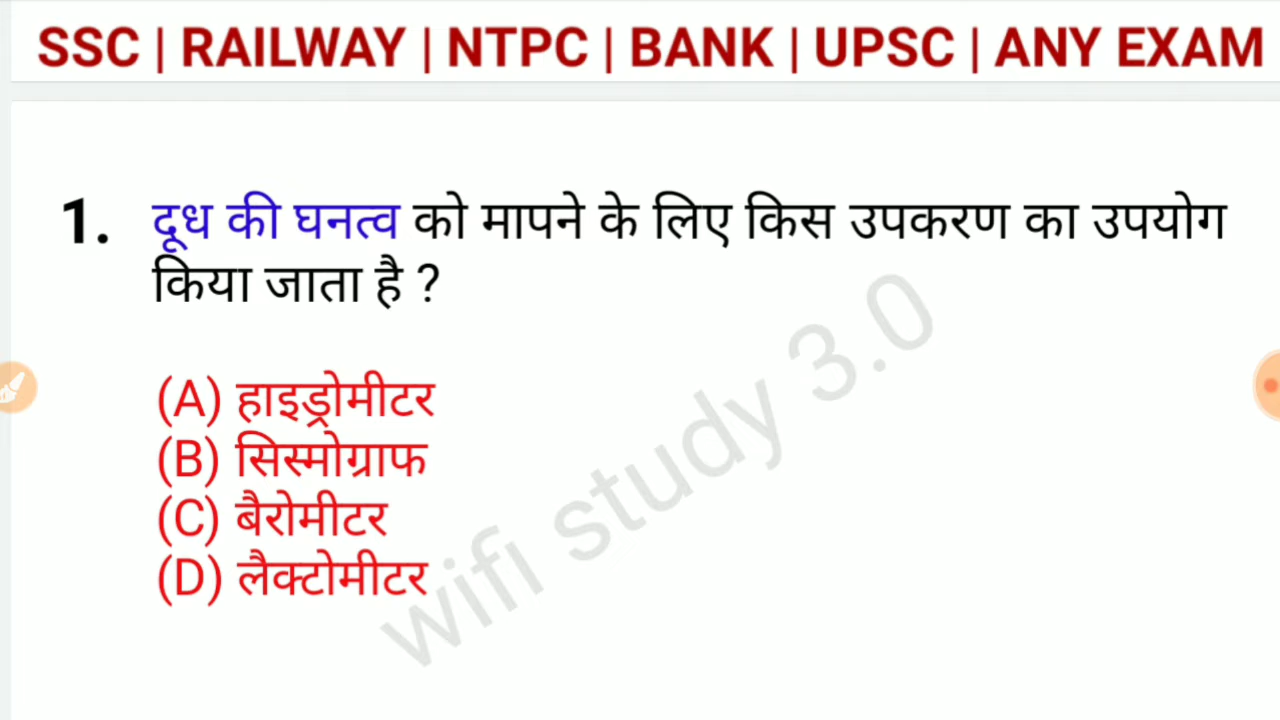 SSC | RAILWAY | NTPC | BANK | UPSC | ANY EXAM
1. दूध की घनत्व को मापने के लिए किस उपकरण का उपयोग
किया जाता है ?
(A) हाइड्रोमीटर
(B) सिस्मोग्राफ
(C) बैरोमीटर
(D) लैक्टोमीटर
wifi study 3.0